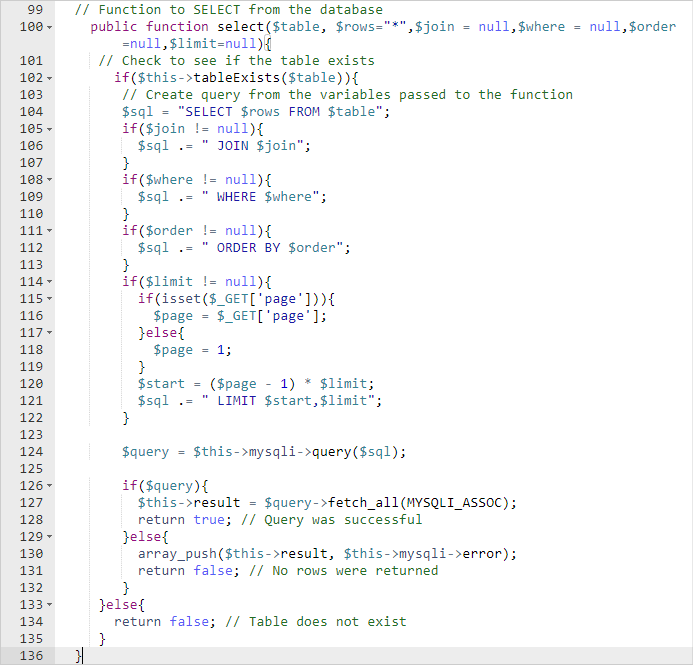 99 // Function to SELECT from the database
100 public function select($table, $rows="*",$join = null,$where = null,$order
=null,$limit=null){
101 // Check to see if the table exists
102 if($this->tableExists($table)){
103 // Create query from the variables passed to the function
104 $sql = "SELECT $rows FROM $table";
105 if($join != null){
106 $sql .= " JOIN $join";
107 }
108 if($where != null){
109 $sql .= " WHERE $where";
110 }
111 if($order != null){
112 $sql .= " ORDER BY $order";
113 }
114 if($limit != null){
115 if(isset($_GET['page'])){
116 $page = $_GET['page'];
117 }else{
118 $page = 1;
119 }
120 $start = ($page - 1) * $limit;
121 $sql .= " LIMIT $start,$limit";
122 }
123
124 $query = $this->mysqli->query($sql);
125
126 if($query){
127 $this->result = $query->fetch_all(MYSQLI_ASSOC);
128 return true; // Query was successful
129 }else{
130 array_push($this->result, $this->mysqli->error);
131 return false; // No rows were returned
132 }
133 }else{
134 return false; // Table does not exist
135 }
136 }